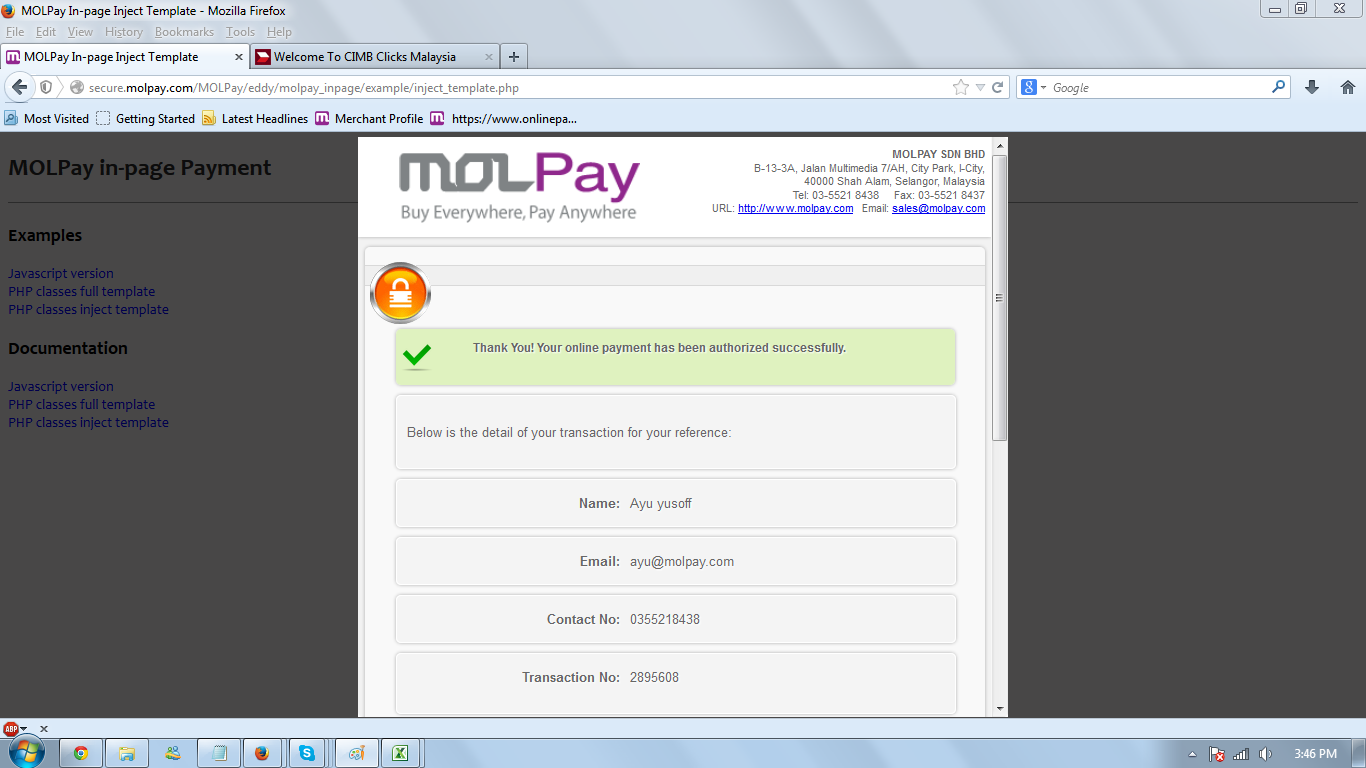 MOLPay In-page Inject Template - Mozilla Firefox
File Edit View History Bookmarks Tools Help
MOLPay In-page Inject Template
Welcome To CIMB Clicks Malaysia
secure.molpay.com/MOLPay/eddy/molpay_inpage/example/inject_template.php
8 Google
Most Visited Getting Started Latest Headlines Merchant Profile https://www.onlinepa...
MOLPay in-page Payment
Examples
Javascript version
PHP classes full template
PHP classes inject template
Documentation
Javascript version
PHP classes full template
PHP classes inject template
MOLPay
Buy Everywhere, Pay Anywhere
MOLPAY SDN BHD
B-13-3A, Jalan Multimedia 7/AH, City Park, I-City,
40000 Shah Alam, Selangor, Malaysia
Tel: 03-5521 8438 Fax: 03-5521 8437
URL: http://www.molpay.com Email: sales@molpay.com
Thank You! Your online payment has been authorized successfully.
Below is the detail of your transaction for your reference:
Name: Ayu yusoff
Email: ayu@molpay.com
Contact No: 0355218438
Transaction No: 2895608
ABP
3:46 PM